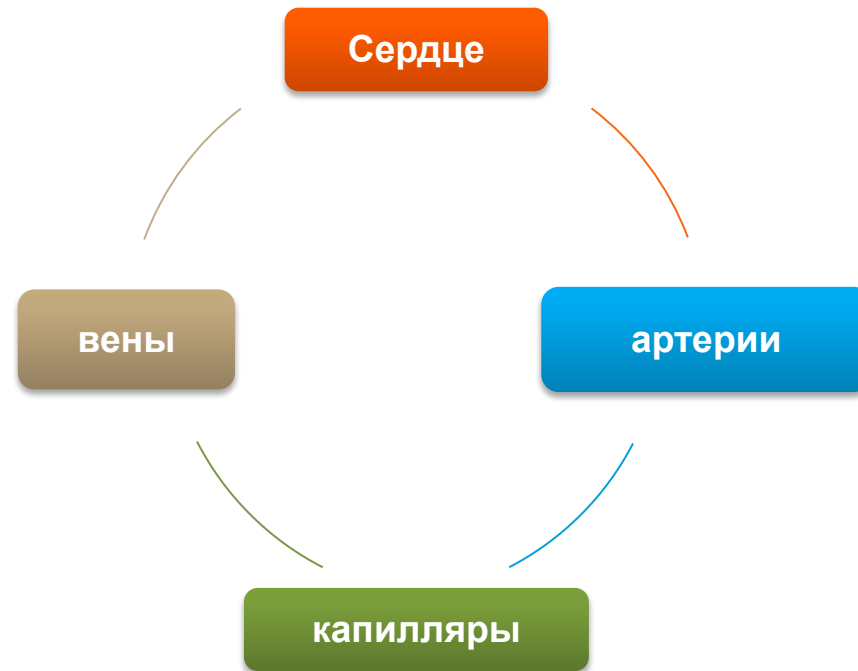 Сердце
вены
артерии
капилляры